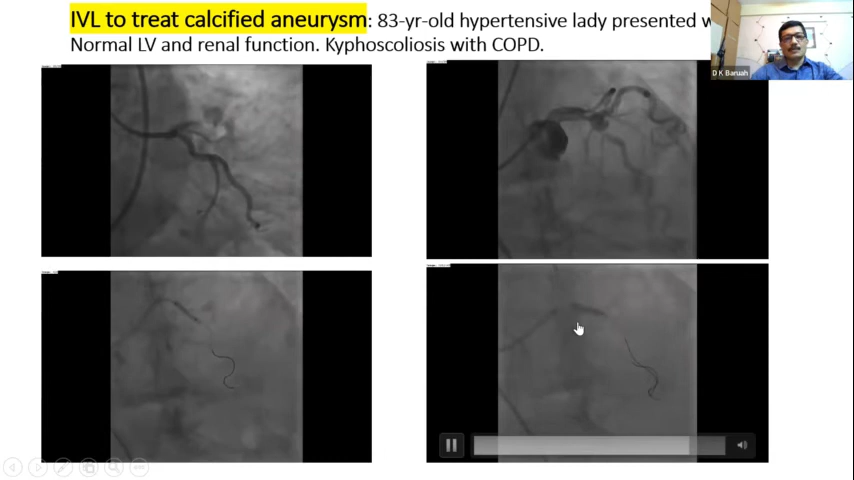 IVL to treat calcified aneurysm: 83-yr-old hypertensive lady presented w
Normal LV and renal function. Kyphoscoliosis with COPD.
D K Baruah